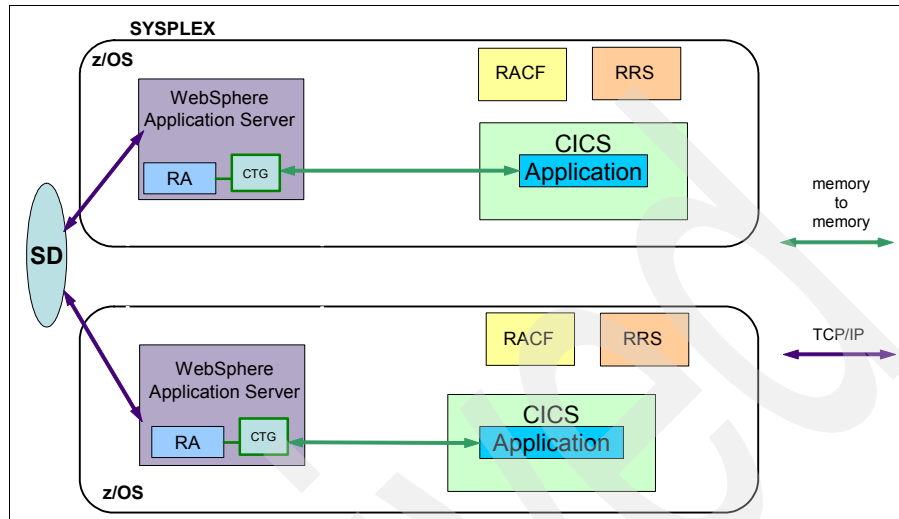 SYSPLEX
z/OS
WebSphere
Application Server
RA
CTG
RACF
RRS
CICS
Application
SD
memory
to
memory
WebSphere
Application Server
RA
CTG
RACF
RRS
CICS
Application
TCP/IP
z/OS